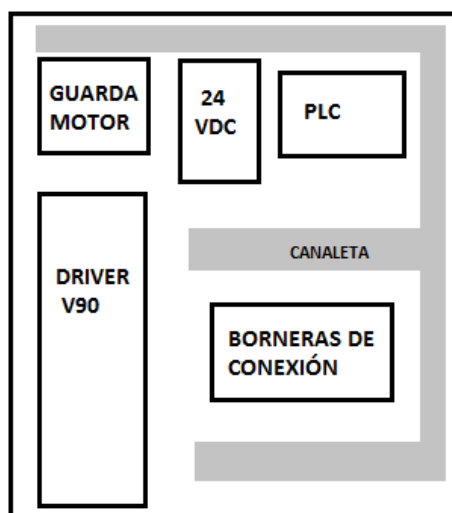 GUARDA
MOTOR
24
VDC
PLC
CANALETA
DRIVER
V90
BORNERAS DE
CONEXIÓN